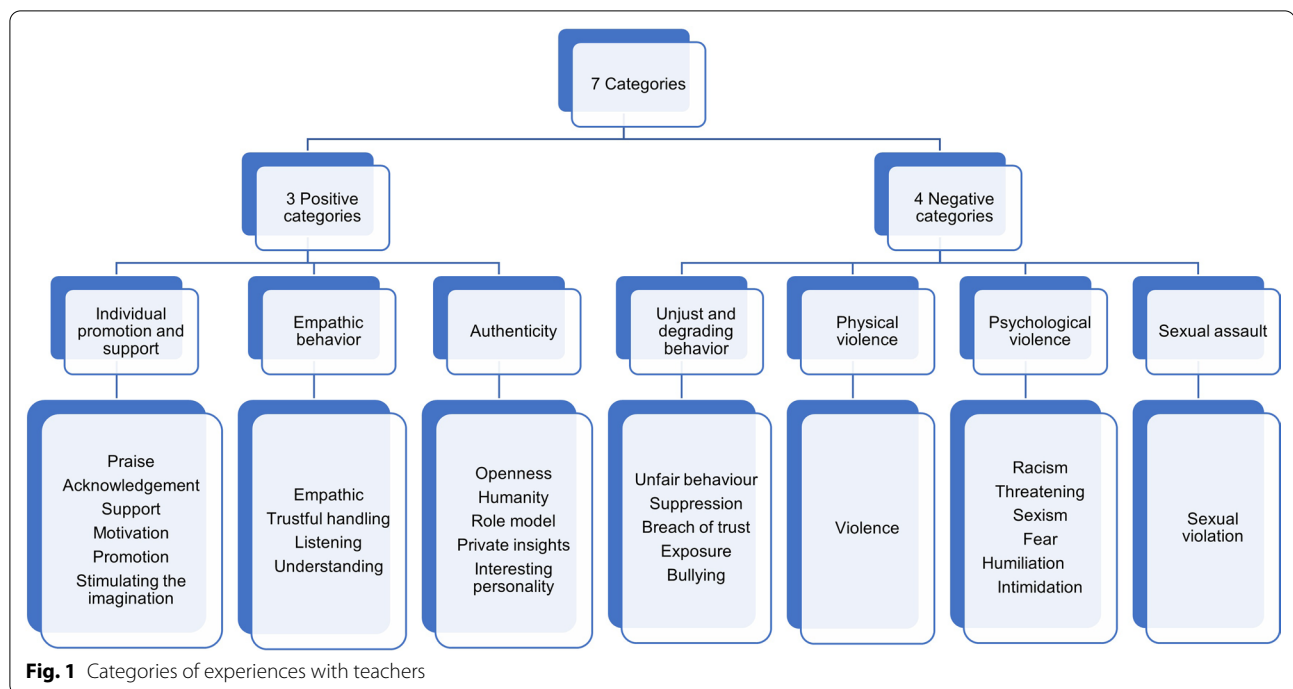 7 Categories
3 Positive
categories
4 Negative
categories
Individual
promotion and
support
Empathic
behavior
Authenticity
Unjust and
degrading
behavior
Physical
violence
Psychological
violence
Sexual assault
Praise
Acknowledgement
Support
Motivation
Promotion
Stimulating the
imagination
Empathic
Trustful handling
Listening
Understanding
Openness
Humanity
Role model
Private insights
Interesting
personality
Unfair behaviour
Suppression
Breach of trust
Exposure
Bullying
Violence
Racism
Threatening
Sexism
Fear
Humiliation
Intimidation
Sexual
violation
Fig. 1 Categories of experiences with teachers